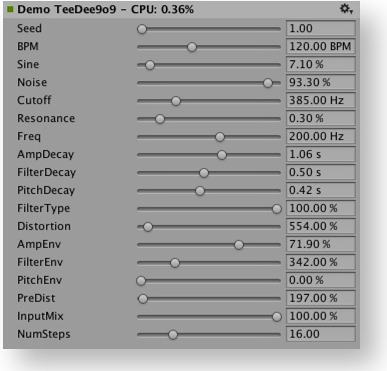 Demo TeeDee9o9 – CPU: 0.36%
Seed 1.00
BPM 120.00 BPM
Sine 7.10 %
Noise 93.30 %
Cutoff 385.00 Hz
Resonance 0.30 %
Freq 200.00 Hz
AmpDecay 1.06 s
FilterDecay 0.50 s
PitchDecay 0.42 s
FilterType 100.00 %
Distortion 554.00 %
AmpEnv 71.90 %
FilterEnv 342.00 %
PitchEnv 0.00 %
PreDist 197.00 %
InputMix 100.00 %
NumSteps 16.00